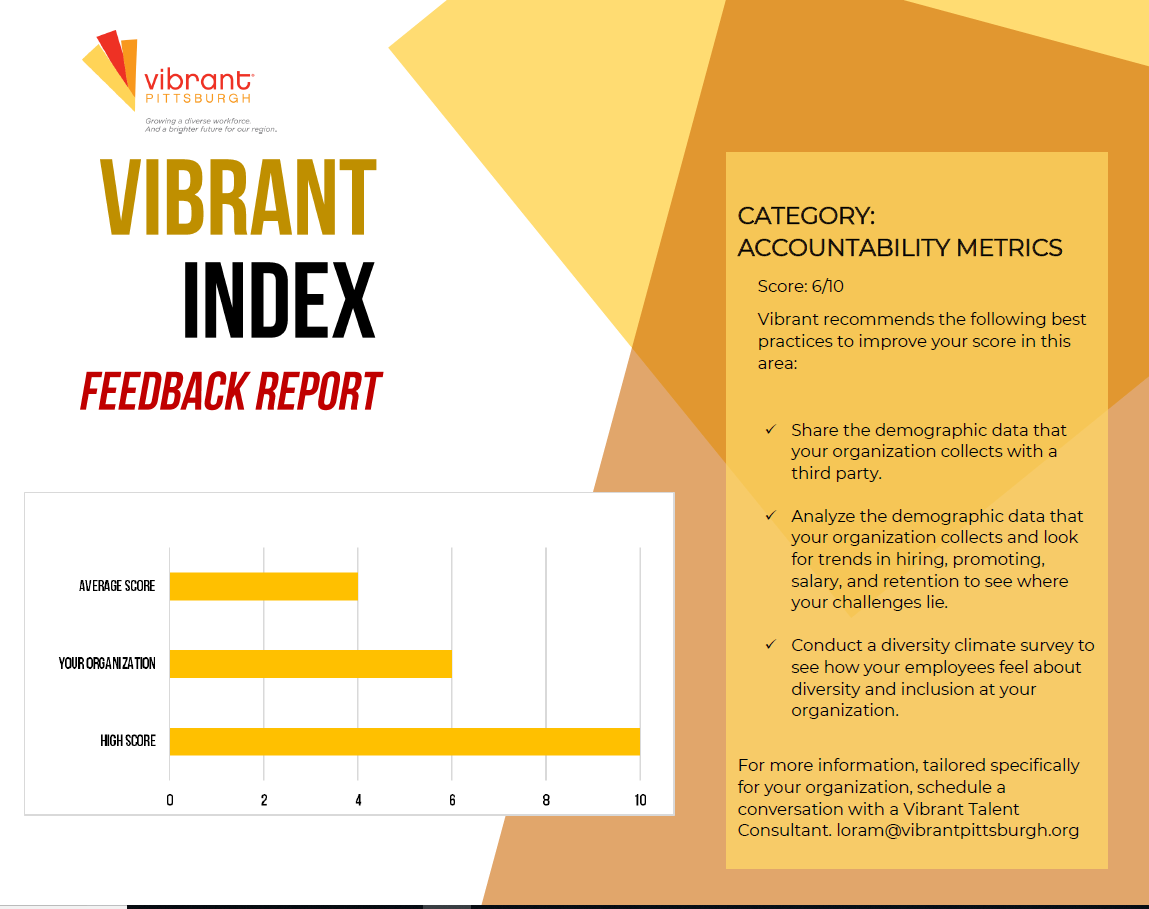 vibrant
PITTSBURGH
Growing a diverse workforce.
And a brighter future for our region.
VIBRANT
INDEX
FEEDBACK REPORT
AVERAGE SCORE
YOUR ORGANIZATION
HIGH SCORE
0 2 4 6 8 10
CATEGORY:
ACCOUNTABILITY METRICS
Score: 6/10
Vibrant recommends the following best
practices to improve your score in this
area:
✓ Share the demographic data that
your organization collects with a
third party.
✓ Analyze the demographic data that
your organization collects and look
for trends in hiring, promoting,
salary, and retention to see where
your challenges lie.
✓ Conduct a diversity climate survey to
see how your employees feel about
diversity and inclusion at your
organization.
For more information, tailored specifically
for your organization, schedule a
conversation with a Vibrant Talent
Consultant. loram@vibrantpittsburgh.org